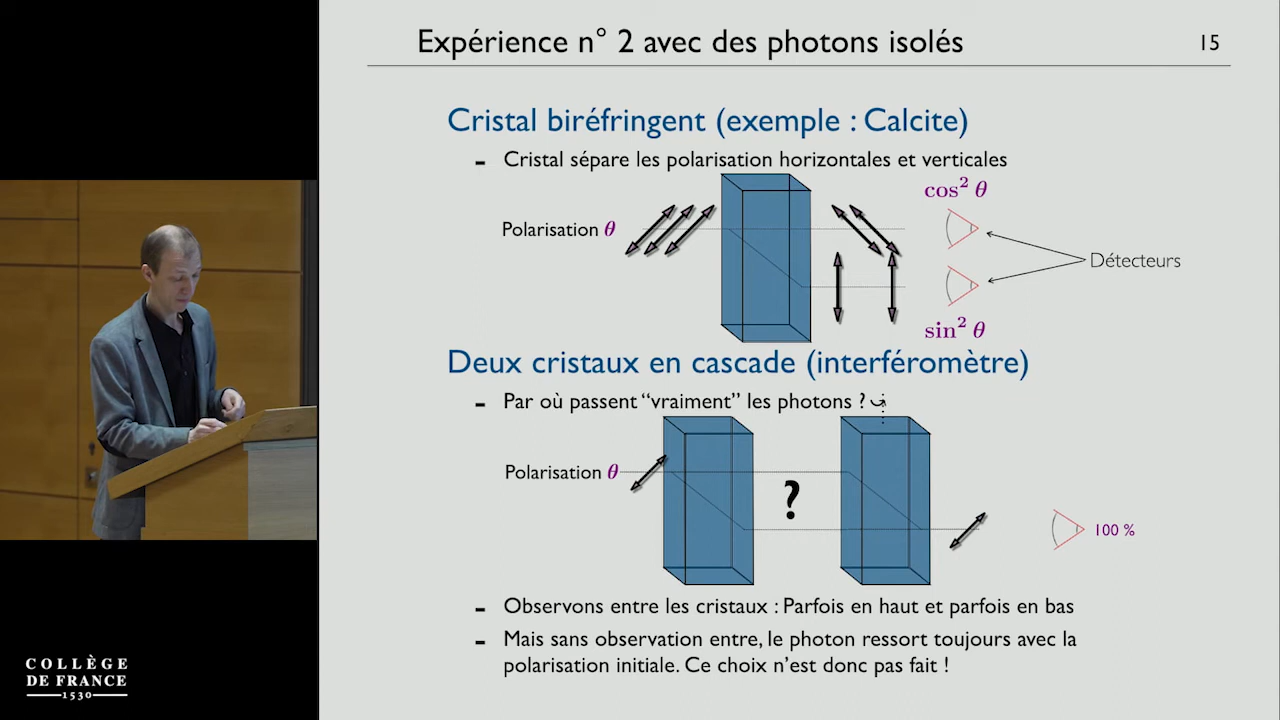 Expérience n° 2 avec des photons isolés
15
Cristal biréfringent (exemple : Calcite)
- Cristal sépare les polarisation horizontales et verticales
cos² θ
Polarisation θ
Détecteurs
sin² θ
Deux cristaux en cascade (interféromètre)
- Par où passent “vraiment” les photons ?
Polarisation θ
?
100 %
- Observons entre les cristaux : Parfois en haut et parfois en bas
- Mais sans observation entre, le photon ressort toujours avec la
polarisation initiale. Ce choix n’est donc pas fait !
COLLÈGE
DE FRANCE
1530